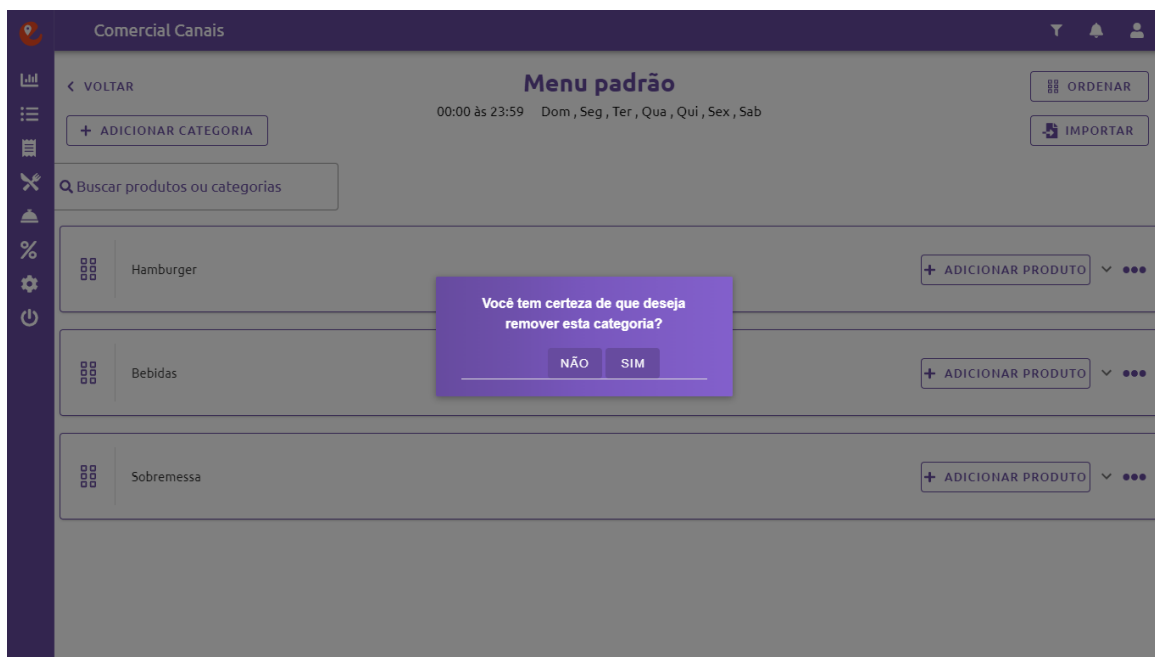 Comercial Canais
VOLTAR
Menu padrão
ORDENAR
00:00 às 23:59 Dom , Seg , Ter , Qua , Qui , Sex , Sab
+ ADICIONAR CATEGORIA
IMPORTAR
Buscar produtos ou categorias
Hamburger
+ ADICIONAR PRODUTO
Você tem certeza de que deseja
remover esta categoria?
NÃO SIM
Bebidas
+ ADICIONAR PRODUTO
Sobremessa
+ ADICIONAR PRODUTO